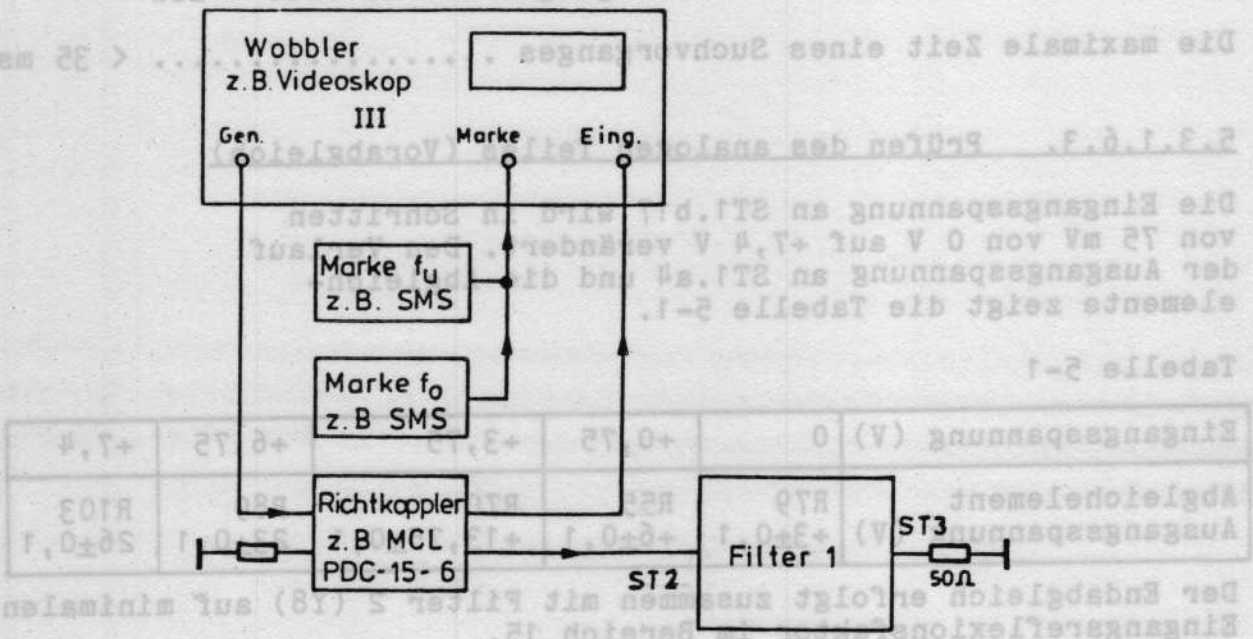 Wobbler
z.B. Videoskop
III
Gen. Marke Eing.
Marke fu
z.B. SMS
Marke fo
z.B SMS
Richtkoppler
z.B MCL
PDC-15-6
ST2
Filter 1
ST3
50Ω
Die maximale Zeit eines Suchvorganges ................ < 35 ms
5.3.1.6.3. Prüfen des analogen Teiles (Vorabgleich)
Die Eingangsspannung an ST1.b17 wird in Schritten
von 75 mV von 0 V auf +7,4 V verändert. Den Verlauf
der Ausgangsspannung an ST1.a4 und die Abgleich-
elemente zeigt die Tabelle 5-1.
Tabelle 5-1
Eingangsspannung (V) 0 +0,75 +3,75 +6,75 +7,4
Abgleichelement R79 R55 R103
Ausgangsspannung (V) +3±0,1 +6±0,1 26±0,1
Der Endabgleich erfolgt zusammen mit Filter 2 (Y8) auf minimalen
Eingangsreflexionsfaktor im Bereich 15.